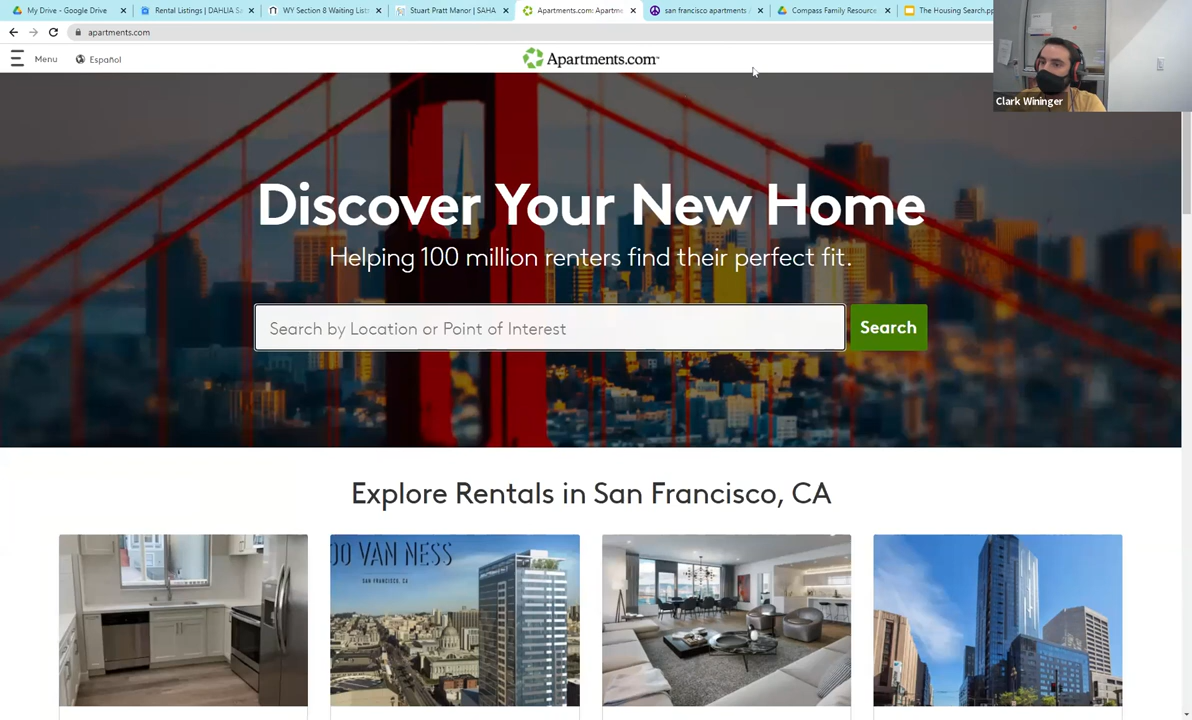 My Drive - Google Drive
Rental Listings | DAHLIA S
WY Section 8 Waiting List
Stuart Pratt Manor | SAHA
Apartments.com: Apartme
san francisco apartments
Compass Family Resource
The Housing Search.pp
apartments.com
Menu
Español
Apartments.com™
Clark Wininger
Discover Your New Home
Helping 100 million renters find their perfect fit.
Search by Location or Point of Interest
Search
Explore Rentals in San Francisco, CA
00 VAN NESS
SAN FRANCISCO, CA